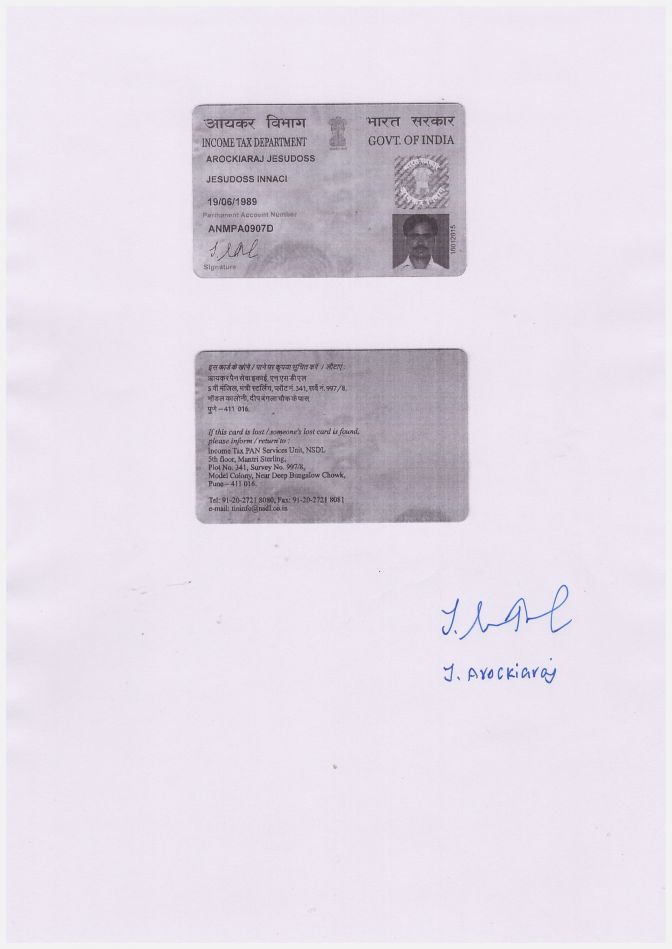 आयकर विभाग
INCOME TAX DEPARTMENT
भारत सरकार
GOVT. OF INDIA
AROCKIARAJ JESUDOSS
JESUDOSS INNACI
19/06/1989
Permanent Account Number
ANMPA0907D
Signature
16012015
इस कार्ड के खोने / पाने पर कृपया सूचित करें / लौटाएं :
आयकर पैन सेवा इकाई, एन एस डी एल
5 वी मंजिल, मंत्री स्टर्लिंग, प्लॉट नं. 341, सर्वे नं. 997/8,
मॉडल कालोनी, दीप बंगला चौक के पास,
पुणे – 411 016.
If this card is lost / someone's lost card is found,
please inform / return to :
Income Tax PAN Services Unit, NSDL
5th floor, Mantri Sterling,
Plot No. 341, Survey No. 997/8,
Model Colony, Near Deep Bungalow Chowk,
Pune – 411 016.
Tel: 91-20-2721 8080, Fax: 91-20-2721 8081
e-mail: tininfo@nsdl.co.in
J. Arockiaraj